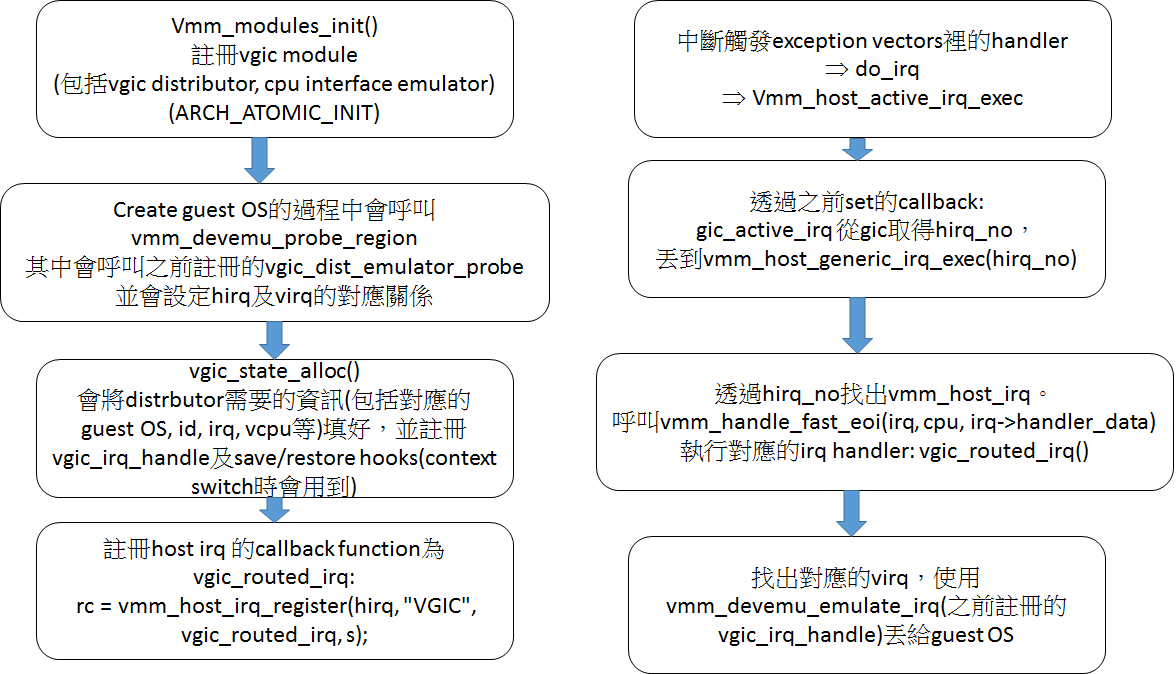 Vmm_modules_init()
註冊vgic module
(包括vgic distributor, cpu interface emulator)
(ARCH_ATOMIC_INIT)
Create guest OS的過程中會呼叫
vmm_devemu_probe_region
其中會呼叫之前註冊的vgic_dist_emulator_probe
並會設定hirq及virq的對應關係
vgic_state_alloc()
會將distrbutor需要的資訊(包括對應的
guest OS, id, irq, vcpu等)填好，並註冊
vgic_irq_handle及save/restore hooks(context
switch時會用到)
註冊host irq 的callback function為
vgic_routed_irq:
rc = vmm_host_irq_register(hirq, "VGIC",
vgic_routed_irq, s);
中斷觸發exception vectors裡的handler
⇒ do_irq
⇒ Vmm_host_active_irq_exec
透過之前set的callback:
gic_active_irq 從gic取得hirq_no，
丟到vmm_host_generic_irq_exec(hirq_no)
透過hirq_no找出vmm_host_irq。
呼叫vmm_handle_fast_eoi(irq, cpu, irq->handler_data)
執行對應的irq handler: vgic_routed_irq()
找出對應的virq，使用
vmm_devemu_emulate_irq(之前註冊的
vgic_irq_handle)丟給guest OS